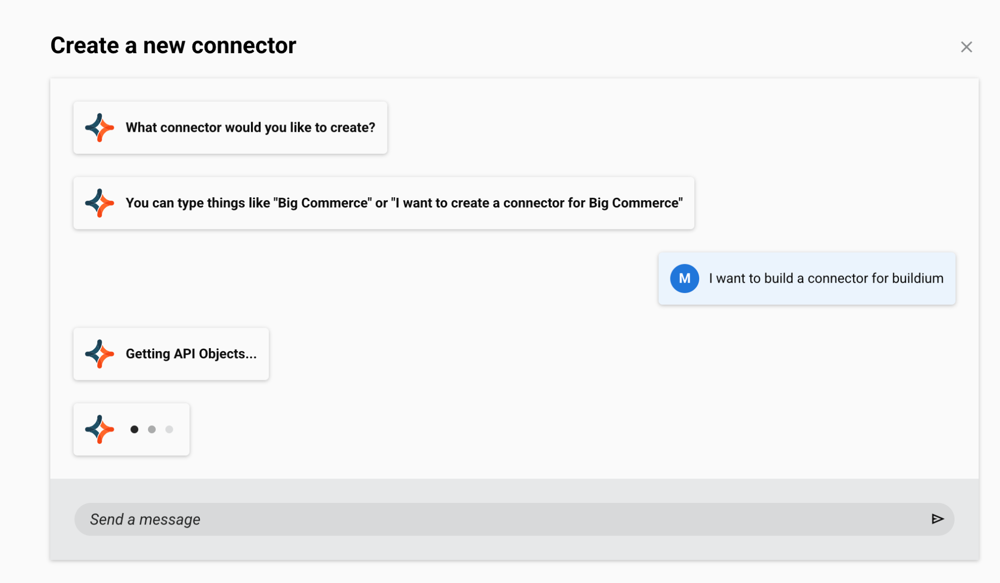 Create a new connector
What connector would you like to create?
You can type things like "Big Commerce" or "I want to create a connector for Big Commerce"
M
I want to build a connector for buildium
Getting API Objects...
Send a message